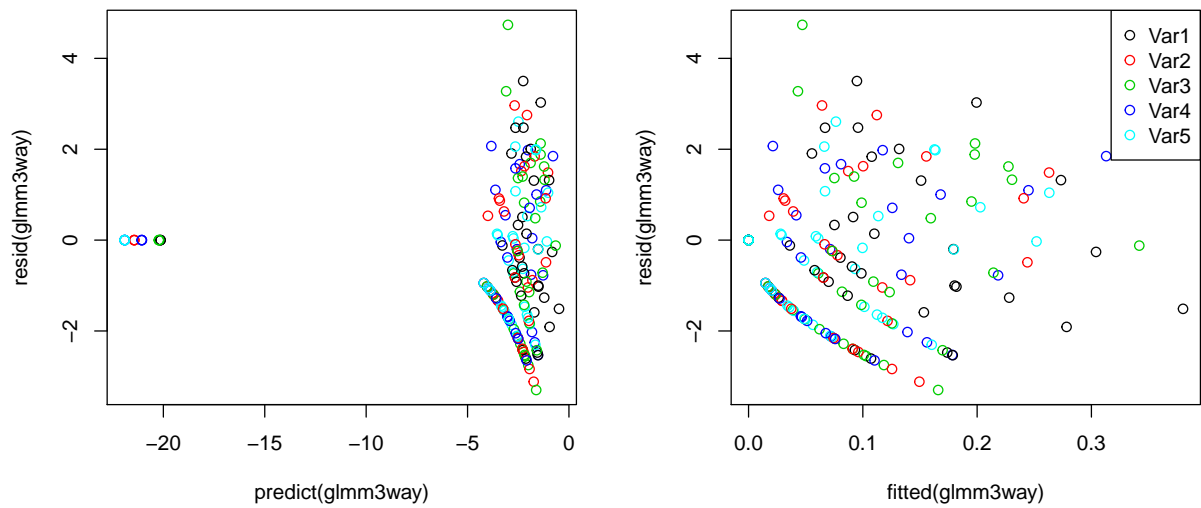 4
2
0
−2
resid(glmm3way)
−20
−15
−10
−5
0
predict(glmm3way)
4
2
0
−2
resid(glmm3way)
0.0
0.1
0.2
0.3
fitted(glmm3way)
Var1
Var2
Var3
Var4
Var5